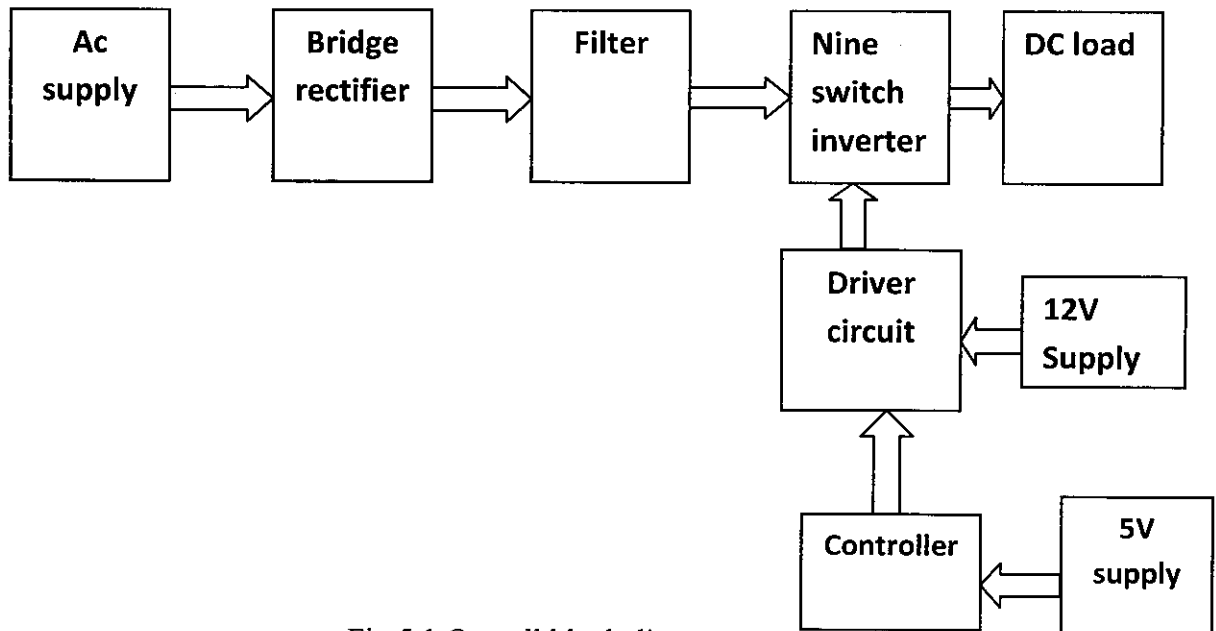 Ac
supply
Bridge
rectifier
Filter
Nine
switch
inverter
DC load
Driver
circuit
12V
Supply
Controller
5V
supply
Fig 5.1 Overall block